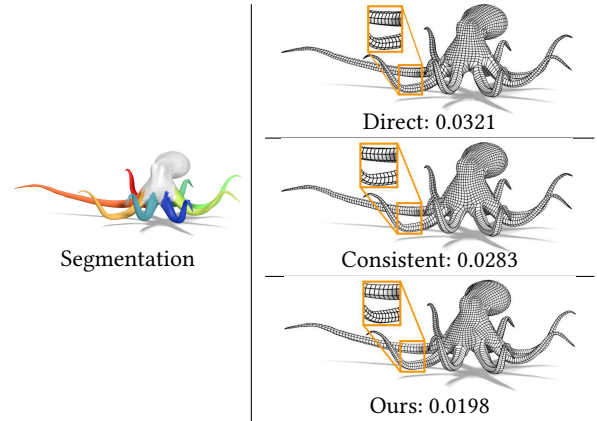 Direct: 0.0321
Segmentation
Consistent: 0.0283
Ours: 0.0198